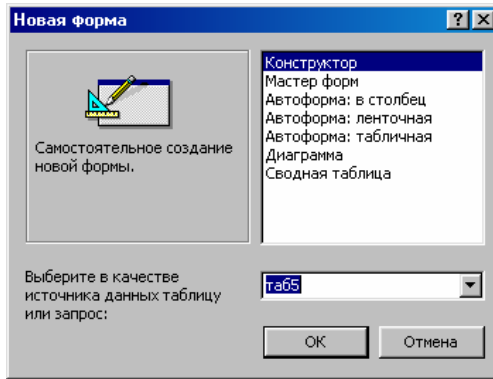 Новая форма
Самостоятельное создание
новой формы.
Конструктор
Мастер форм
Автоформа: в столбец
Автоформа: ленточная
Автоформа: табличная
Диаграмма
Сводная таблица
Выберите в качестве
источника данных таблицу
или запрос:
таб5
ОК
Отмена